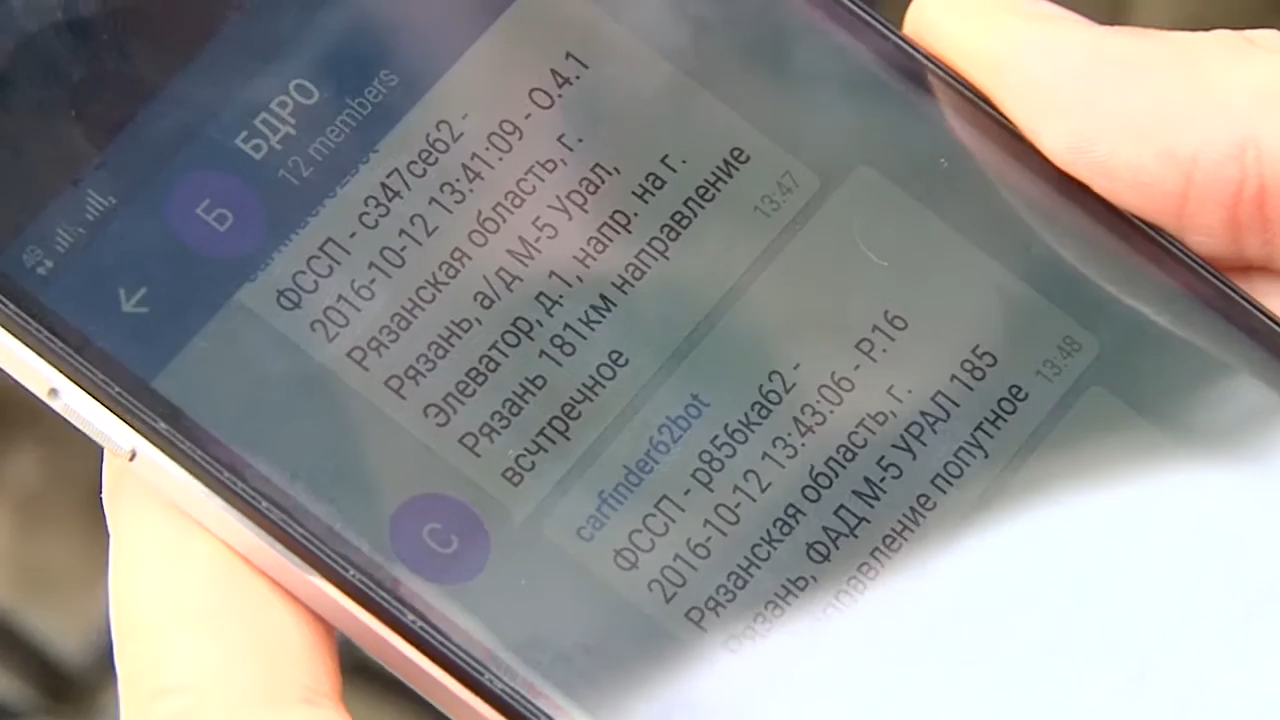 4G
Б
БДРО
12 members
ФССП - с347се62 -
2016-10-12 13:41:09 - О.4.1
Рязанская область, г.
Рязань, а/д М-5 Урал,
Элеватор, д.1, напр. на г.
Рязань 181км направление
всчтречное
13:47
С
carfinder62bot
ФССП - р856ка62 -
2016-10-12 13:43:06 - Р.16
Рязанская область, г.
Рязань, ФАД М-5 УРАЛ 185
попутное
13:48